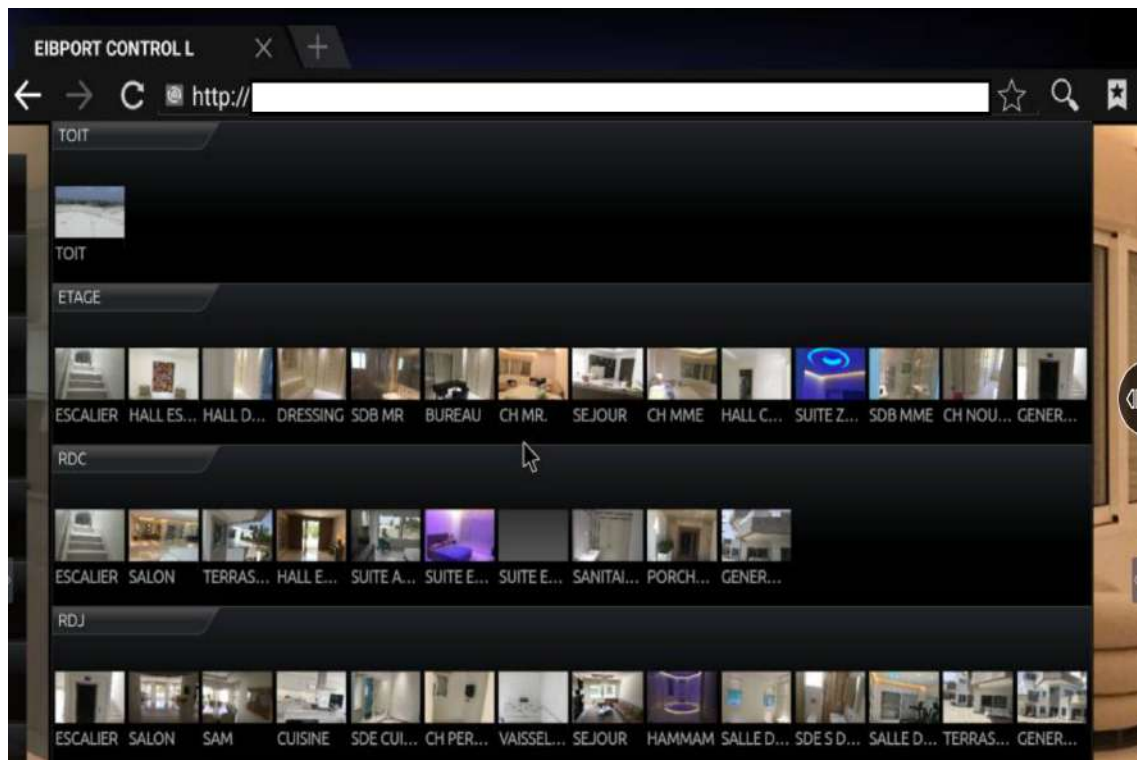 EIBPORT CONTROL L
http://
TOIT
TOIT
ETAGE
ESCALIER HALL ES... HALL D... DRESSING SDB MR BUREAU CH MR. SEJOUR CH MME HALL C... SUITE Z... SDB MME CH NOU... GENER...
RDC
ESCALIER SALON TERRAS... HALL E... SUITE A... SUITE E... SUITE E... SANITAI... PORCH... GENER...
RDJ
ESCALIER SALON SAM CUISINE SDE CUI... CH PER... VAISSEL... SEJOUR HAMMAM SALLE D... SDE S D... SALLE D... TERRAS... GENER...